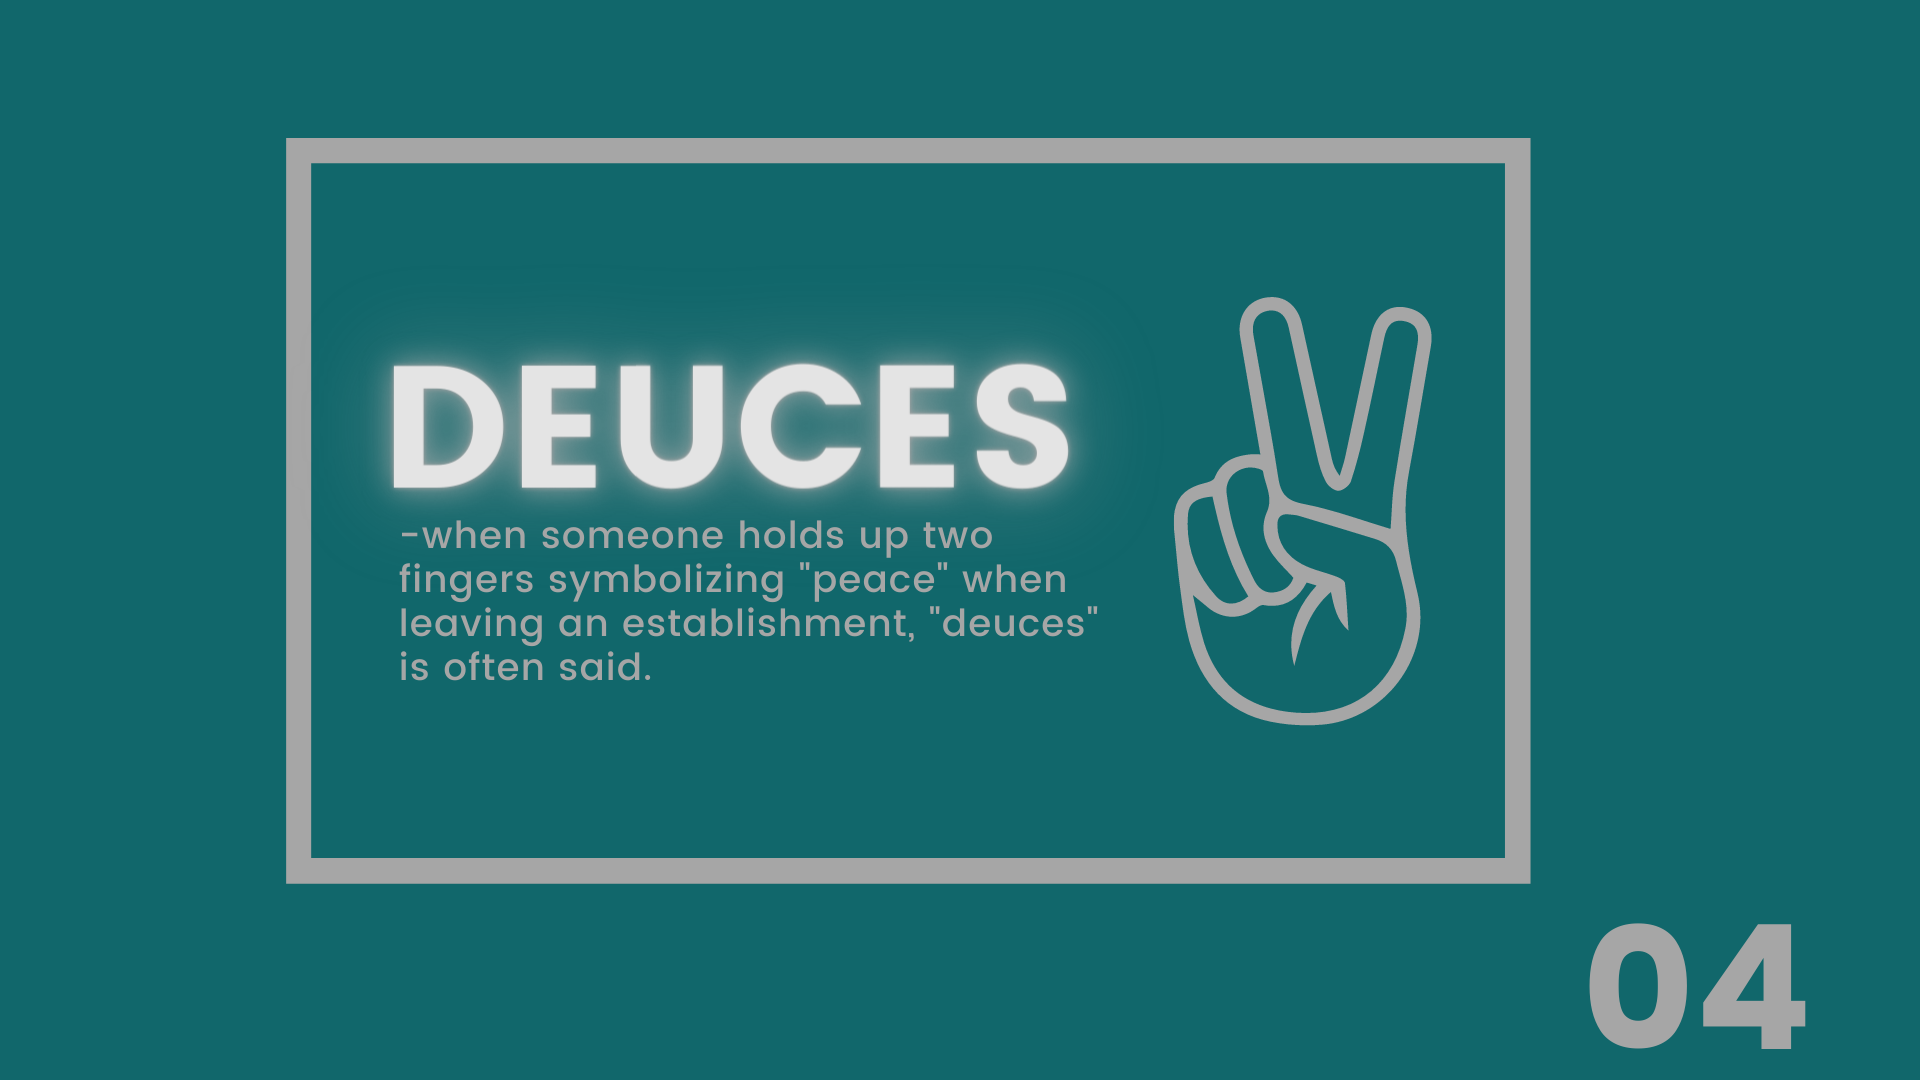 DEUCES
-when someone holds up two
fingers symbolizing "peace" when
leaving an establishment, "deuces"
is often said.
04